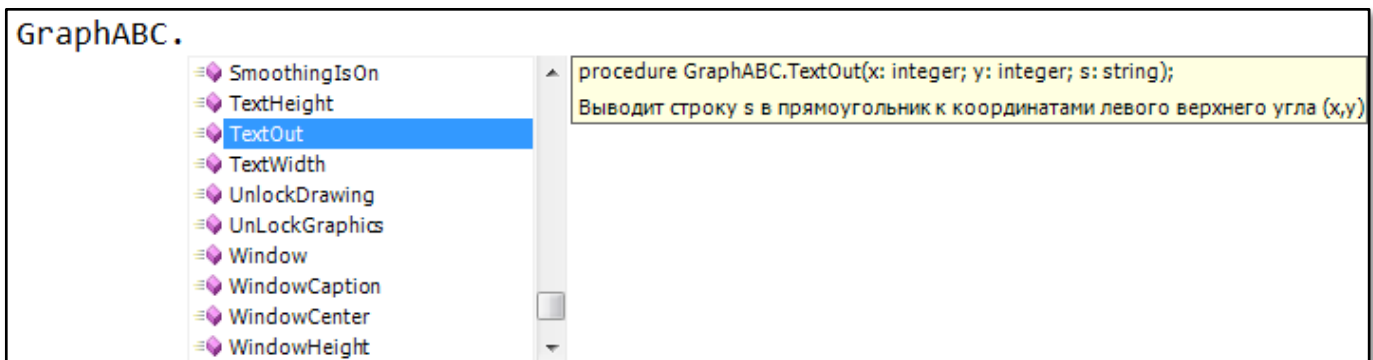 GraphABC.
SmoothingIsOn
TextHeight
TextOut
TextWidth
UnlockDrawing
UnLockGraphics
Window
WindowCaption
WindowCenter
WindowHeight
procedure GraphABC.TextOut(x: integer; y: integer; s: string);
Выводит строку s в прямоугольник к координатами левого верхнего угла (x,y)